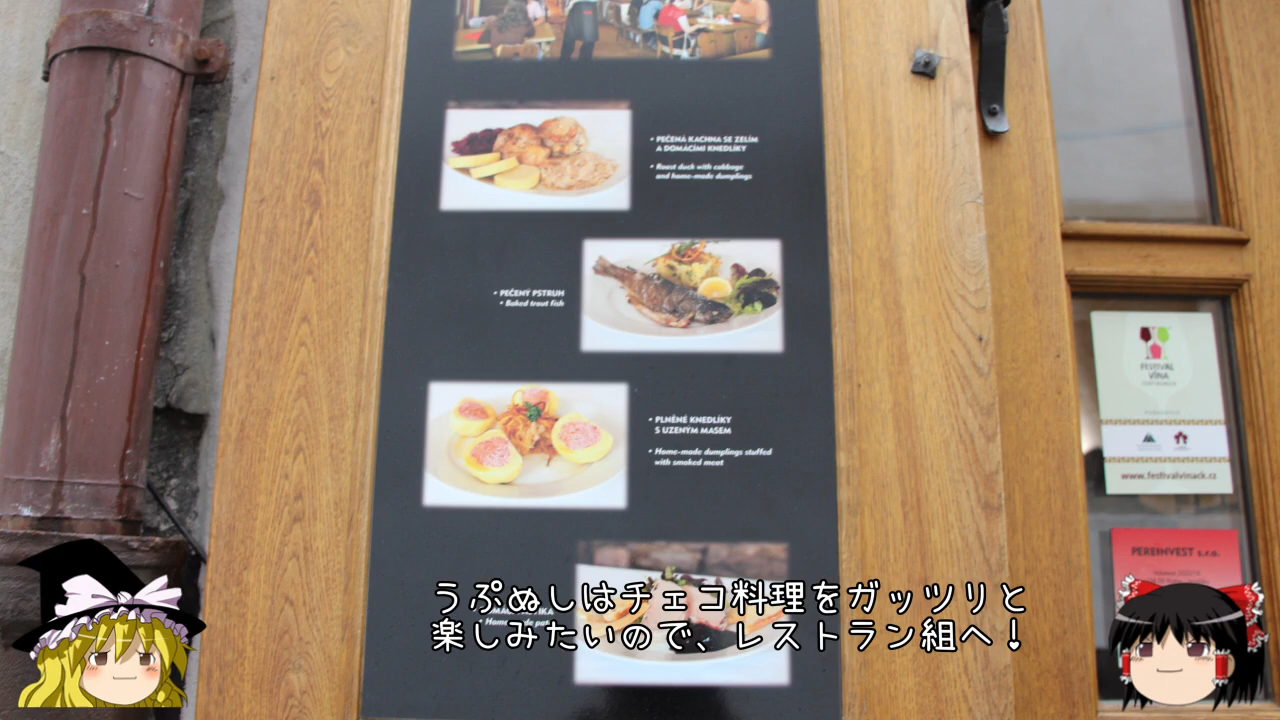 • PEČENÁ KACHNA SE ZELÍM
A DOMÁCÍMI KNEDLÍKY
• Roast duck with cabbage
and home-made dumplings
• PEČENÝ PSTRUH
• Baked trout fish
• PLNĚNÉ KNEDLÍKY
S UZENÝM MASEM
• Home-made dumplings stuffed
with smoked meat
FESTIVAL
VÍNA
www.festivalvinack.cz
PEREINVEST s.r.o.
うぷぬしはチェコ料理をガッツリと
楽しみたいので、レストラン組へ！